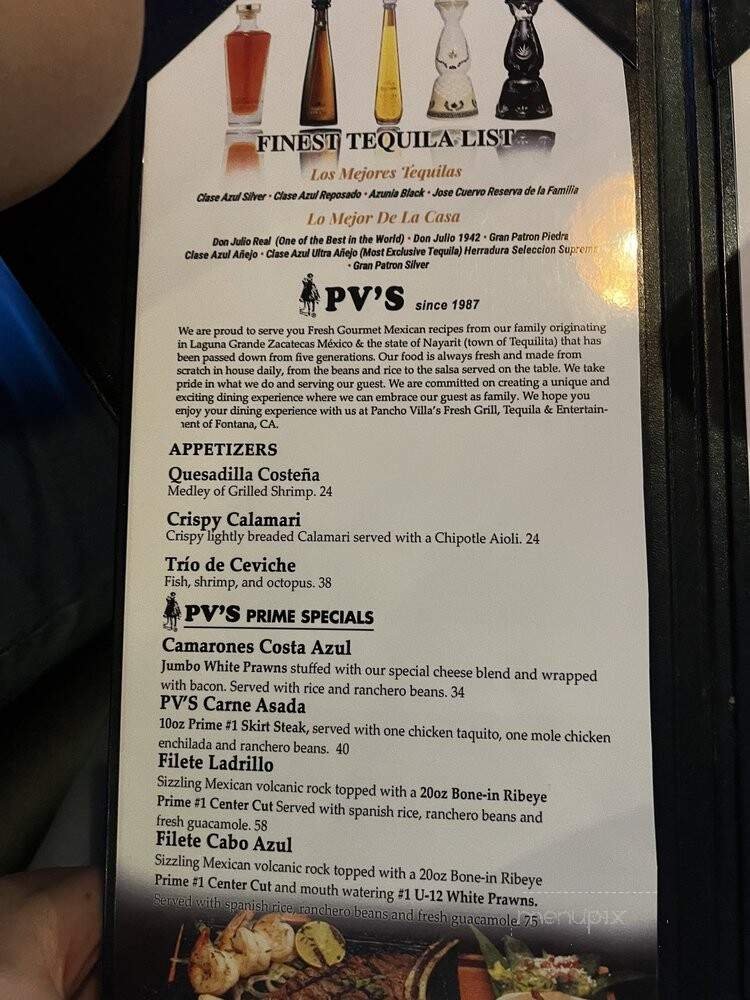 FINEST TEQUILA LIST
Los Mejores Tequilas
Clase Azul Silver • Clase Azul Reposado • Azunia Black • Jose Cuervo Reserva de la Familia
Lo Mejor De La Casa
Don Julio Real (One of the Best in the World) • Don Julio 1942 • Gran Patron Piedra
Clase Azul Añejo • Clase Azul Ultra Añejo (Most Exclusive Tequila) Herradura Seleccion Suprema
• Gran Patron Silver
PV'S since 1987
We are proud to serve you Fresh Gourmet Mexican recipes from our family originating
in Laguna Grande Zacatecas México & the state of Nayarit (town of Tequilita) that has
been passed down from five generations. Our food is always fresh and made from
scratch in house daily, from the beans and rice to the salsa served on the table. We take
pride in what we do and serving our guest. We are committed on creating a unique and
exciting dining experience where we can embrace our guest as family. We hope you
enjoy your dining experience with us at Pancho Villa's Fresh Grill, Tequila & Entertain-
ment of Fontana, CA.
APPETIZERS
Quesadilla Costeña
Medley of Grilled Shrimp. 24
Crispy Calamari
Crispy lightly breaded Calamari served with a Chipotle Aioli. 24
Trío de Ceviche
Fish, shrimp, and octopus. 38
PV'S PRIME SPECIALS
Camarones Costa Azul
Jumbo White Prawns stuffed with our special cheese blend and wrapped
with bacon. Served with rice and ranchero beans. 34
PV'S Carne Asada
10oz Prime #1 Skirt Steak, served with one chicken taquito, one mole chicken
enchilada and ranchero beans. 40
Filete Ladrillo
Sizzling Mexican volcanic rock topped with a 20oz Bone-in Ribeye
Prime #1 Center Cut Served with spanish rice, ranchero beans and
fresh guacamole. 58
Filete Cabo Azul
Sizzling Mexican volcanic rock topped with a 20oz Bone-in Ribeye
Prime #1 Center Cut and mouth watering #1 U-12 White Prawns.
Served with spanish rice, ranchero beans and fresh guacamole. 75
menupix